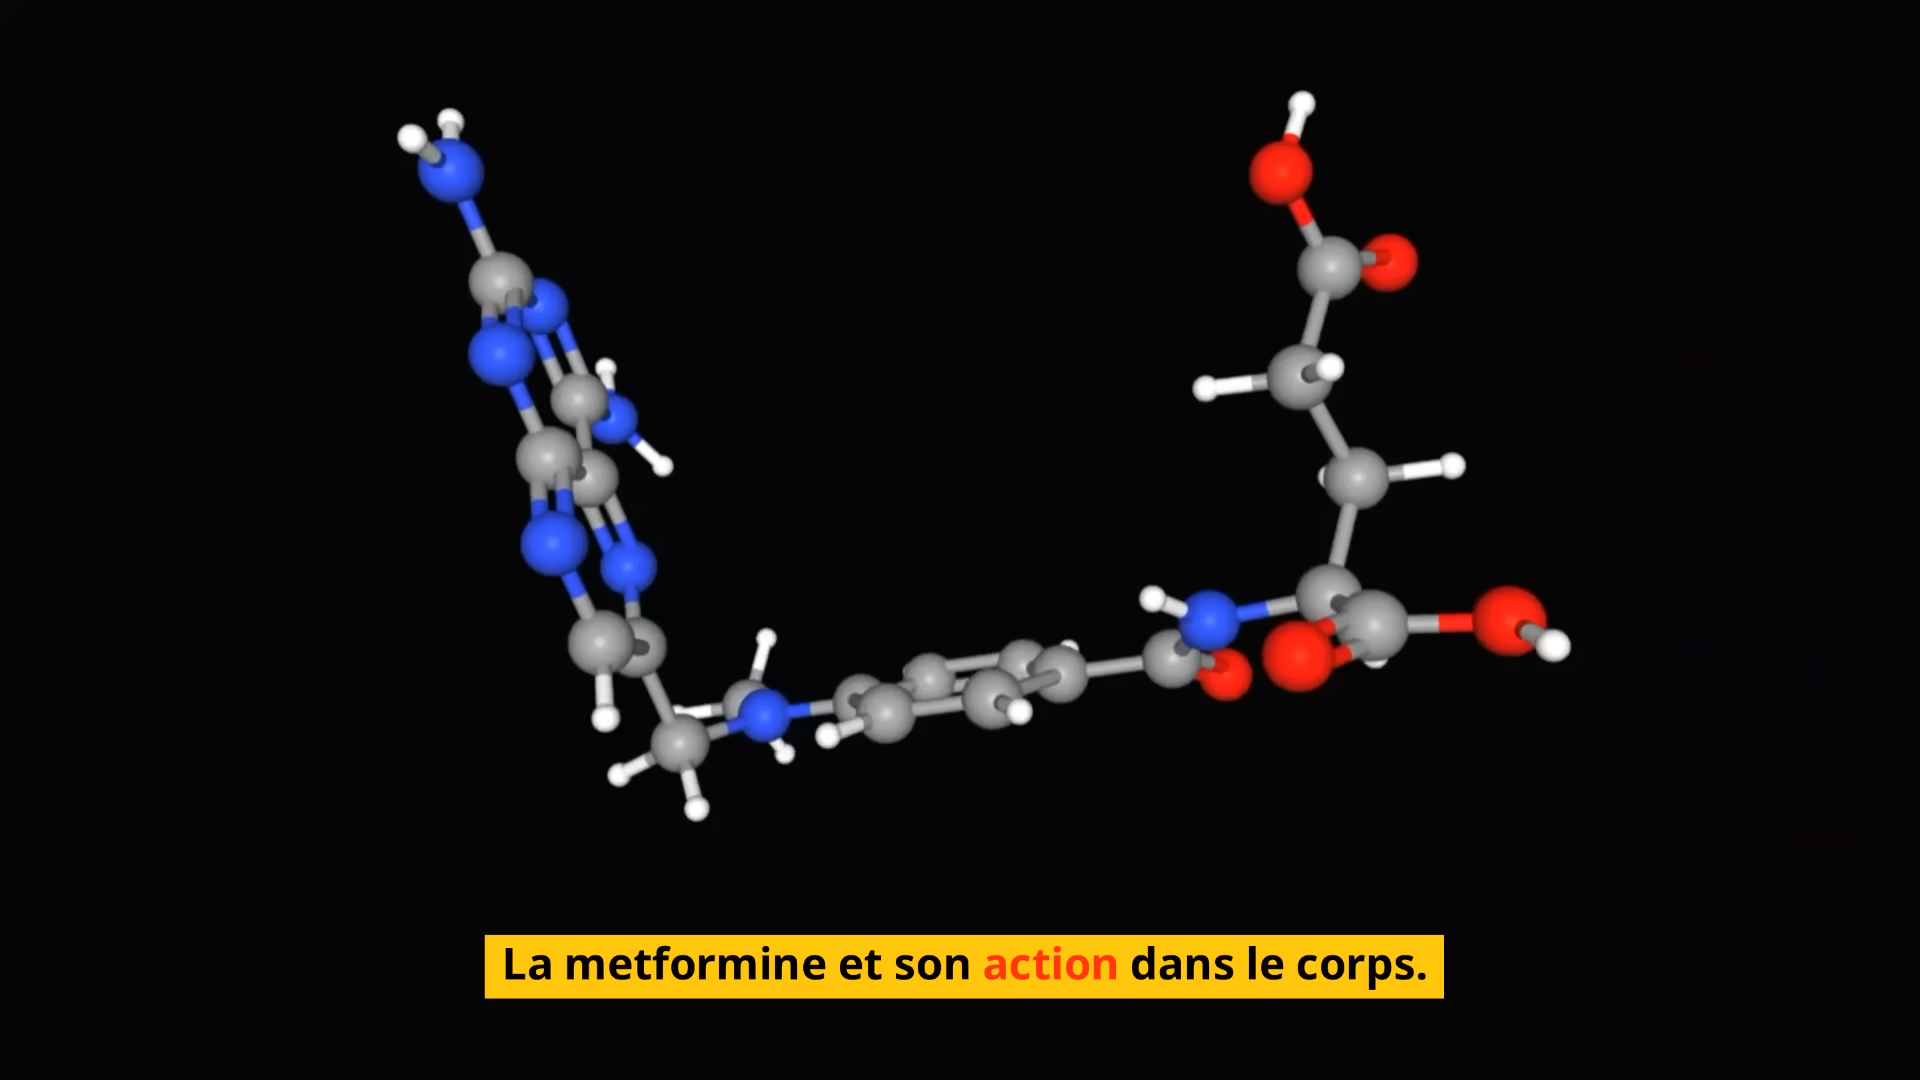 La metformine et son action dans le corps.